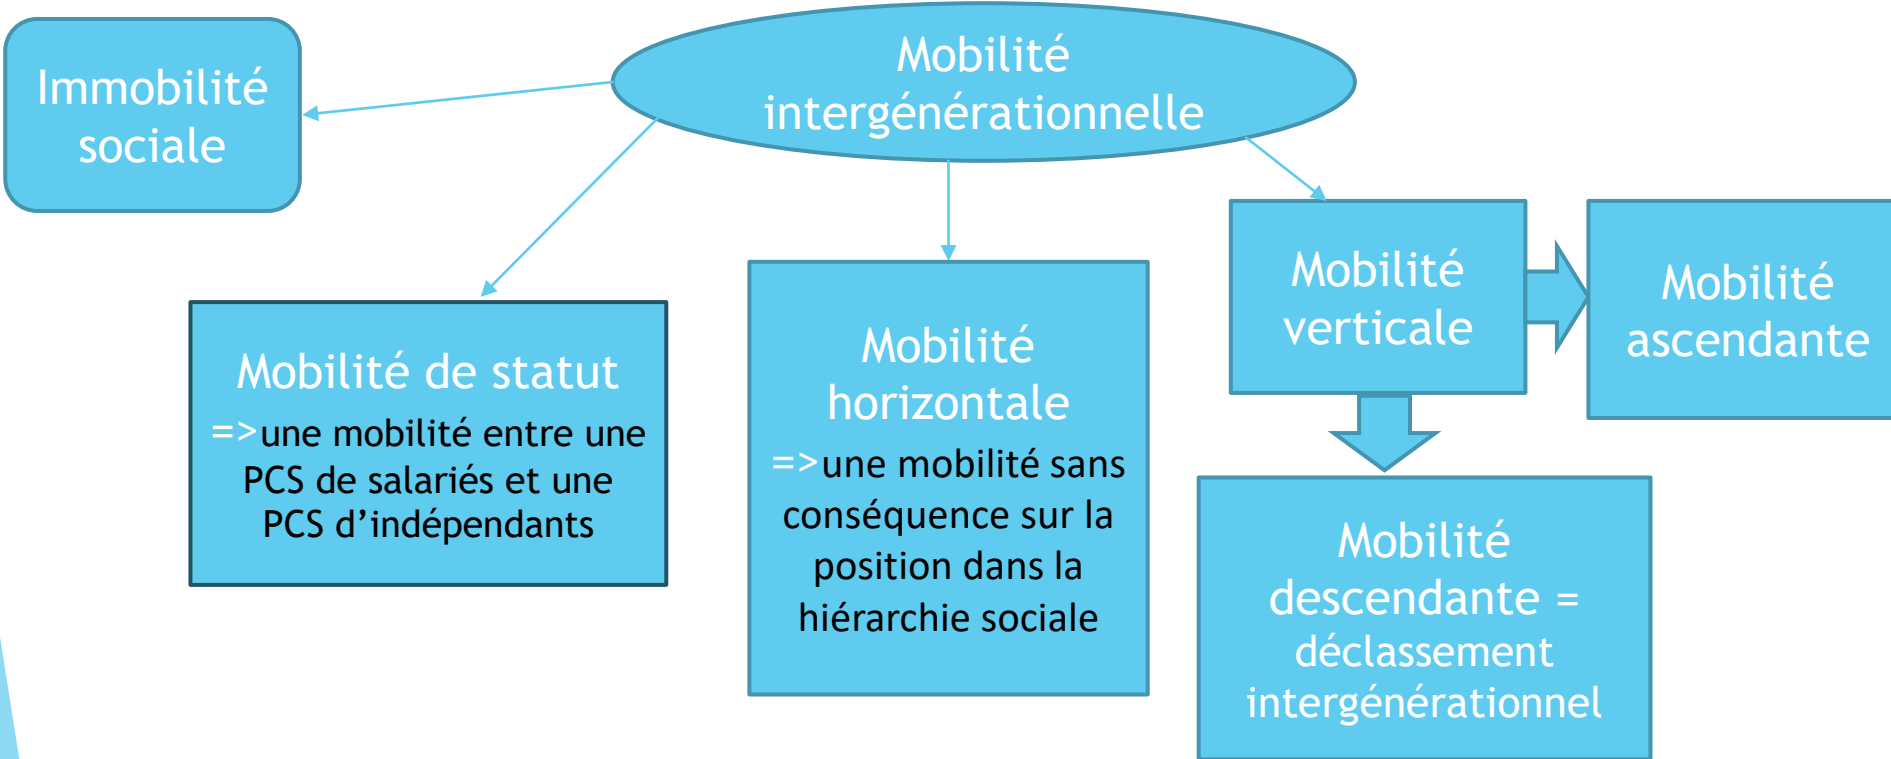 Immobilité
sociale
Mobilité
intergénérationnelle
Mobilité de statut
=>une mobilité entre une
PCS de salariés et une
PCS d’indépendants
Mobilité
horizontale
=>une mobilité sans
conséquence sur la
position dans la
hiérarchie sociale
Mobilité
verticale
Mobilité
ascendante
Mobilité
descendante =
déclassement
intergénérationnel